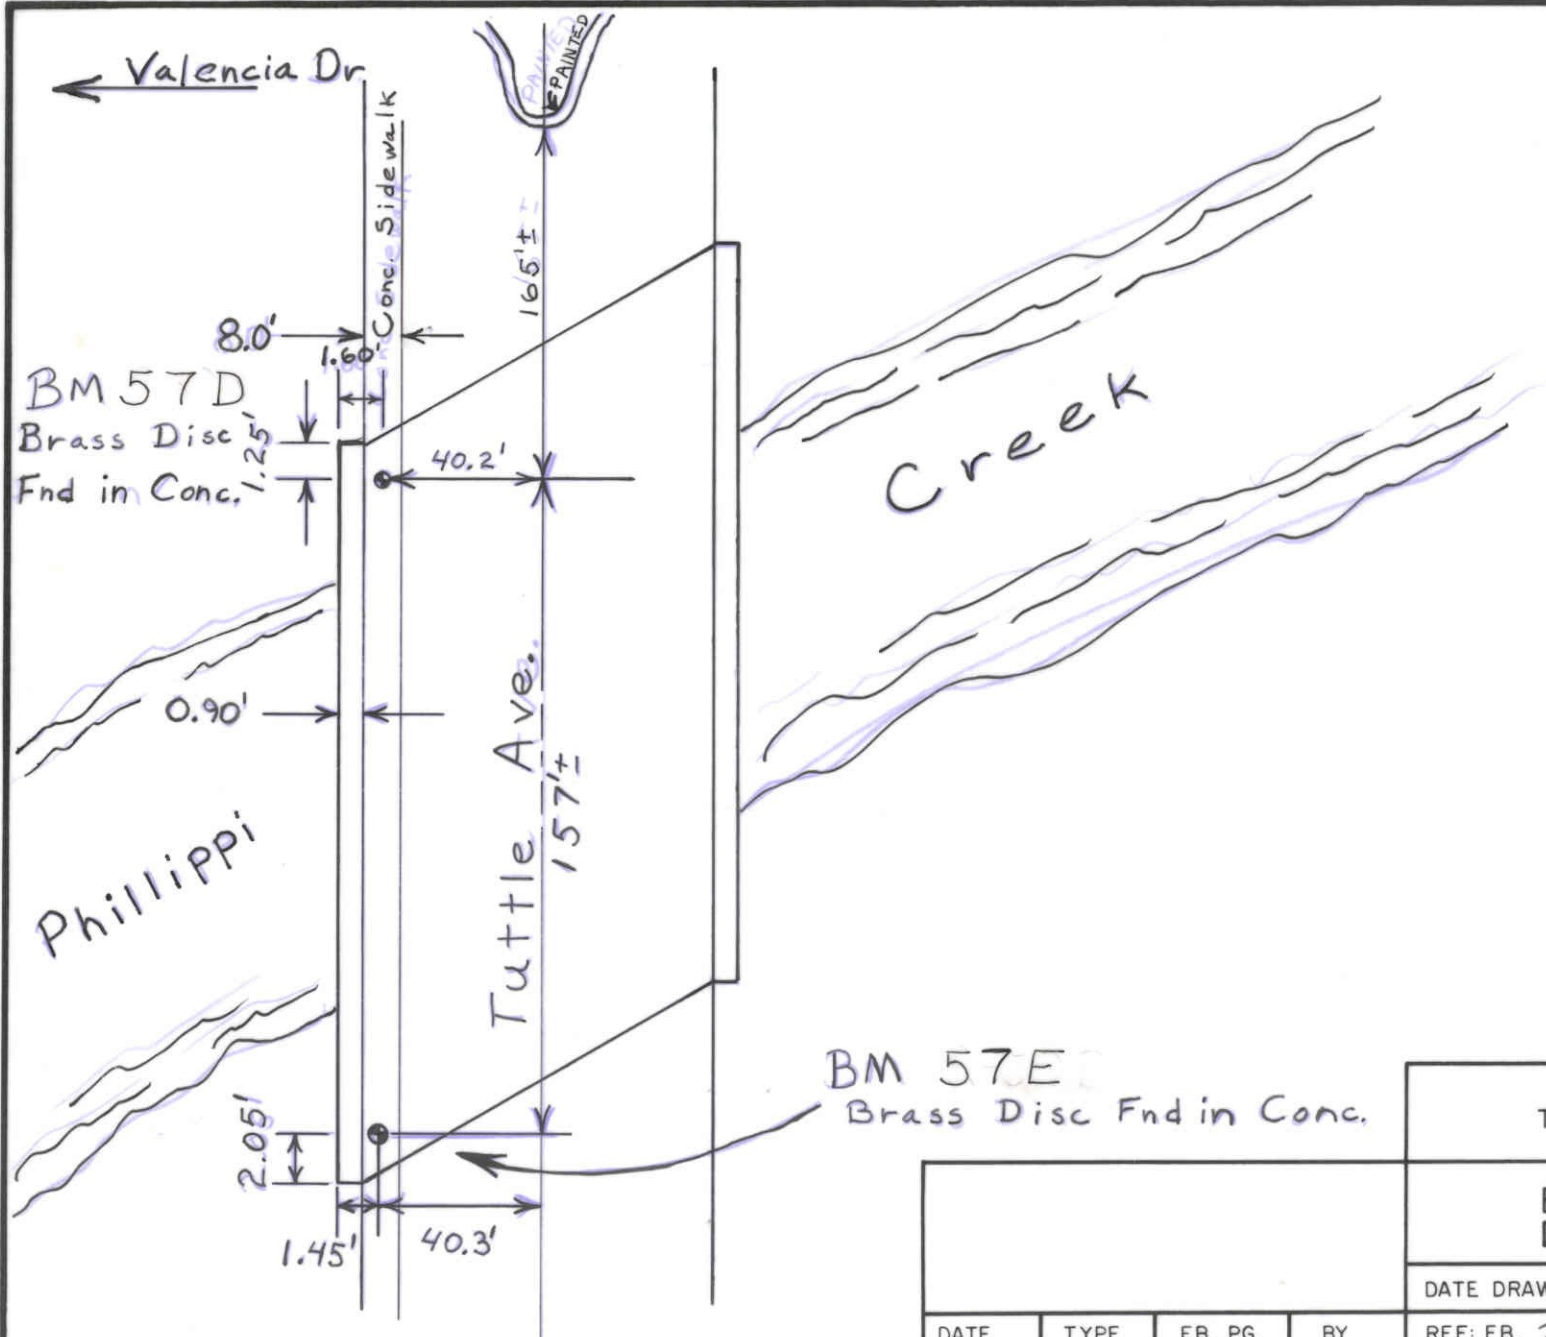 Valencia Dr.
PAINTED
PAINTED
Conc. Sidewalk
165'±
8.0'
1.60'
BM 57D
Brass Disc
Fnd in Conc.
1.25'
40.2'
Creek
0.90'
Tuttle Ave.
157'±
Phillippi
BM 57E
Brass Disc Fnd in Conc.
2.05'
1.45'
40.3'
DATE DRAW
DATE TYPE FB. PG. BY
REF: FB.